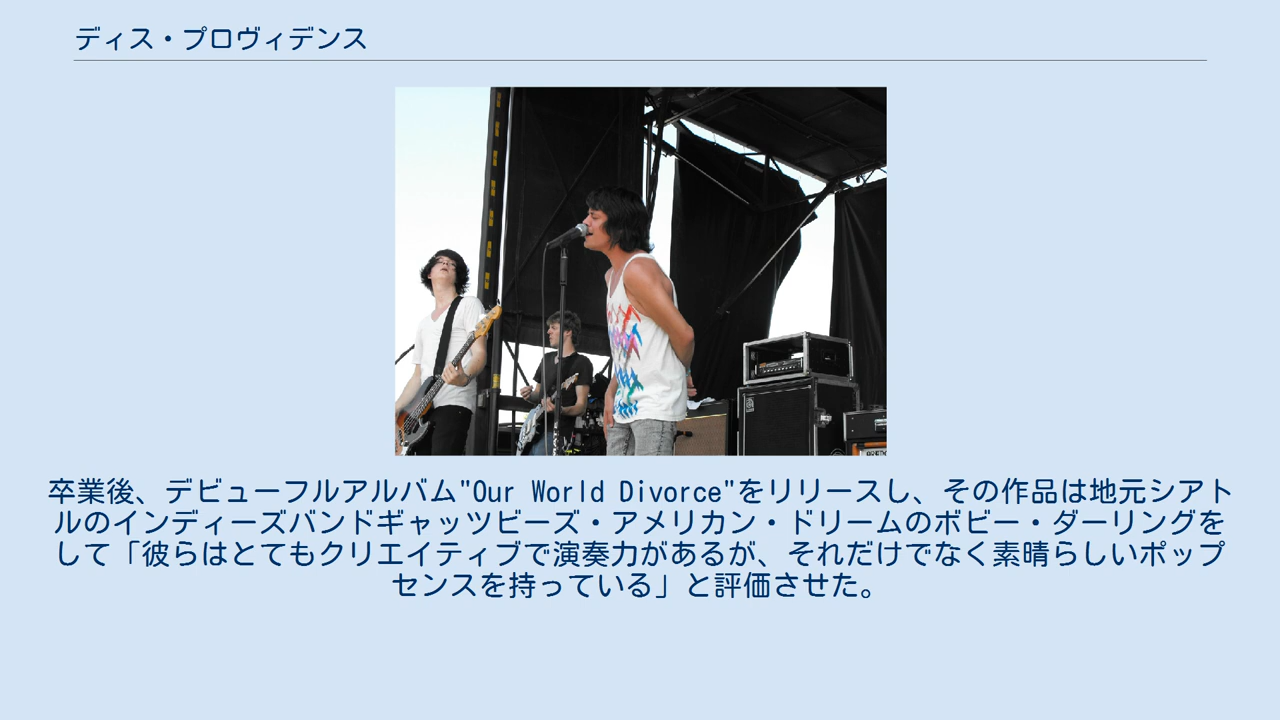 ディス・プロヴィデンス
卒業後、デビューフルアルバム"Our World Divorce"をリリースし、その作品は地元シアト
ルのインディーズバンドギャッツビーズ・アメリカン・ドリームのボビー・ダーリングを
して「彼らはとてもクリエイティブで演奏力があるが、それだけでなく素晴らしいポップ
センスを持っている」と評価させた。